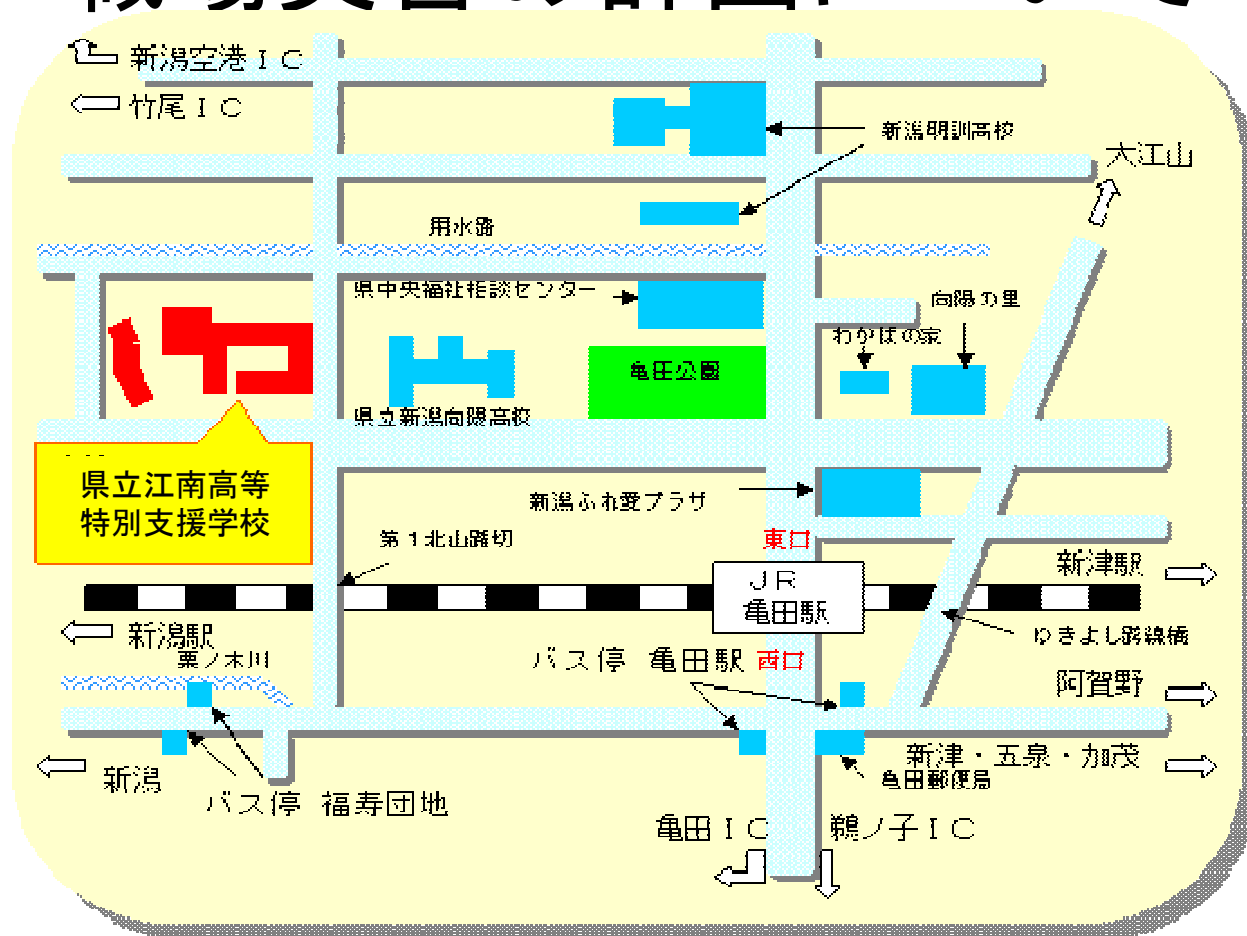 新潟空港ＩＣ
竹尾ＩＣ
新潟明訓高校
大江山
用水路
県中央福祉相談センター
向陽の里
わかばの家
亀田公園
県立新潟向陽高校
県立江南高等
特別支援学校
新潟ふれ愛プラザ
第１北山踏切
東口
新津駅
ＪＲ
亀田駅
新潟駅
ゆきよし跨線橋
栗ノ木川
バス停 亀田駅
西口
阿賀野
新津・五泉・加茂
新潟
亀田郵便局
バス停 福寿団地
亀田ＩＣ
鵜ノ子ＩＣ